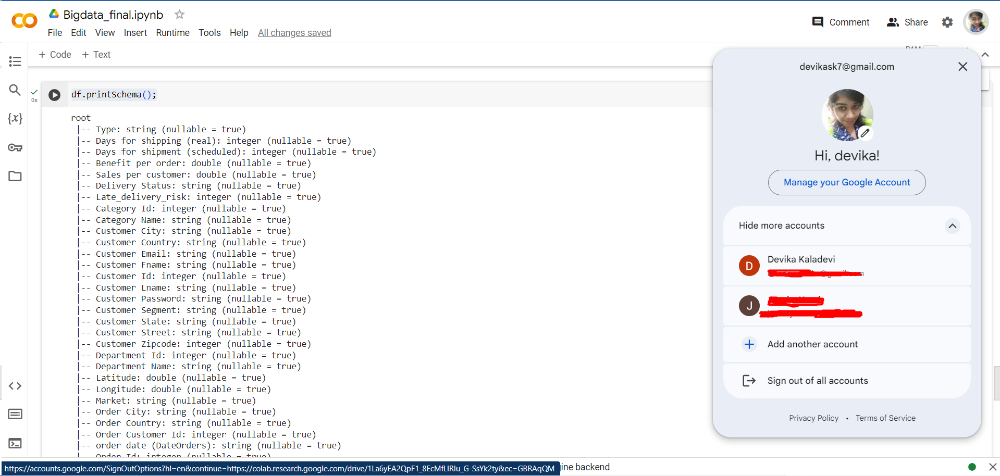 Bigdata_final.ipynb
File Edit View Insert Runtime Tools Help All changes saved
Comment Share
+ Code + Text
RAM
0s
df.printSchema();
root
|-- Type: string (nullable = true)
|-- Days for shipping (real): integer (nullable = true)
|-- Days for shipment (scheduled): integer (nullable = true)
|-- Benefit per order: double (nullable = true)
|-- Sales per customer: double (nullable = true)
|-- Delivery Status: string (nullable = true)
|-- Late_delivery_risk: integer (nullable = true)
|-- Category Id: integer (nullable = true)
|-- Category Name: string (nullable = true)
|-- Customer City: string (nullable = true)
|-- Customer Country: string (nullable = true)
|-- Customer Email: string (nullable = true)
|-- Customer Fname: string (nullable = true)
|-- Customer Id: integer (nullable = true)
|-- Customer Lname: string (nullable = true)
|-- Customer Password: string (nullable = true)
|-- Customer Segment: string (nullable = true)
|-- Customer State: string (nullable = true)
|-- Customer Street: string (nullable = true)
|-- Customer Zipcode: integer (nullable = true)
|-- Department Id: integer (nullable = true)
|-- Department Name: string (nullable = true)
|-- Latitude: double (nullable = true)
|-- Longitude: double (nullable = true)
|-- Market: string (nullable = true)
|-- Order City: string (nullable = true)
|-- Order Country: string (nullable = true)
|-- Order Customer Id: integer (nullable = true)
|-- order date (DateOrders): string (nullable = true)
|-- Order Id: integer (nullable = true)
devikask7@gmail.com
Hi, devika!
Manage your Google Account
Hide more accounts
D
Devika Kaladevi
J
Add another account
Sign out of all accounts
Privacy Policy • Terms of Service
https://accounts.google.com/SignOutOptions?hl=en&continue=https://colab.research.google.com/drive/1La6yEA2QpF1_8EcMfLIRlu_G-SsYk2ty&ec=GBRAqQM
ine backend